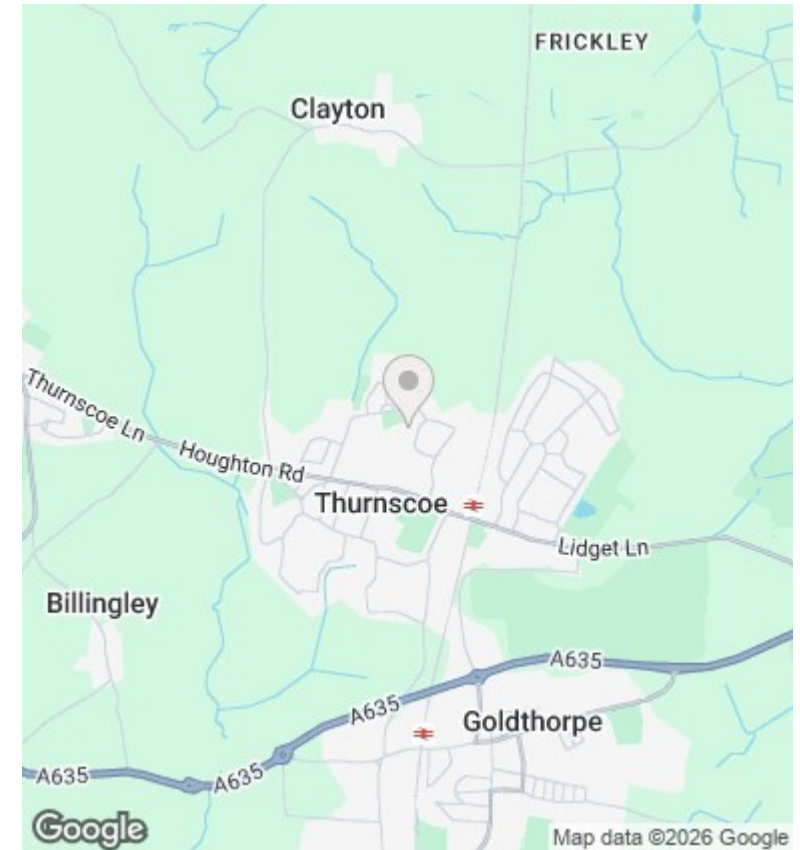 FRICKLEY
Clayton
Thurnscoe Ln
Houghton Rd
Thurnscoe
Lidget Ln
Billingley
A635
A635
Goldthorpe
A635
A635
Google
Map data ©2026 Google